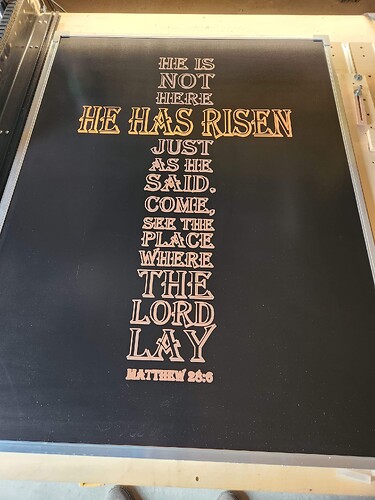 HE IS
NOT
HERE
HE HAS RISEN
JUST
AS HE
SAID.
COME,
SEE THE
PLACE
WHERE
THE
LORD
LAY
MATTHEW 28:6